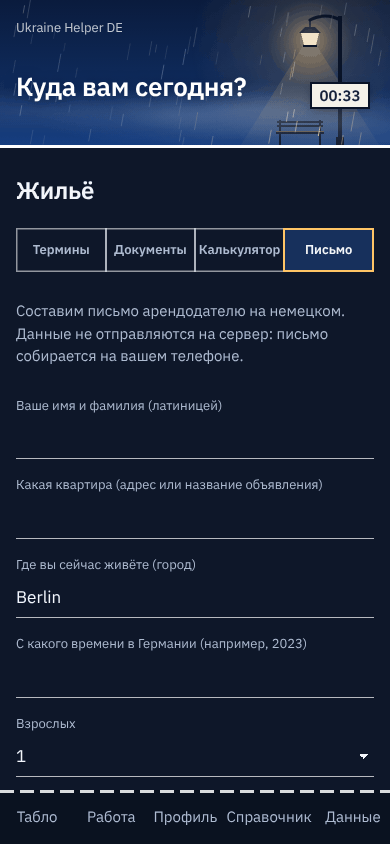 Ukraine Helper DE
Куда вам сегодня?
00:33
Жильё
Термины Документы Калькулятор Письмо
Составим письмо арендодателю на немецком.
Данные не отправляются на сервер: письмо
собирается на вашем телефоне.
Ваше имя и фамилия (латиницей)
Какая квартира (адрес или название объявления)
Где вы сейчас живёте (город)
Berlin
С какого времени в Германии (например, 2023)
Взрослых
1
Табло Работа Профиль Справочник Данные